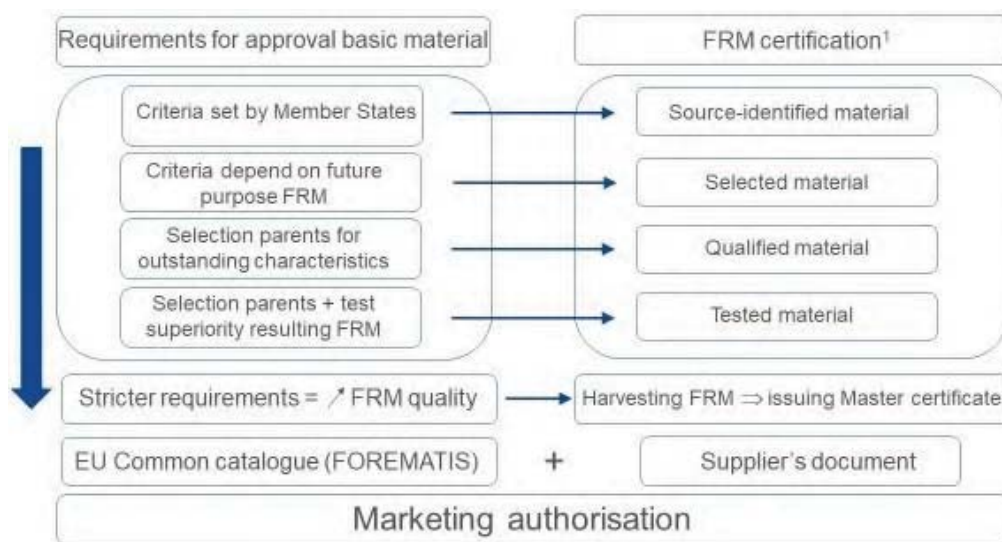 Requirements for approval basic material
FRM certification¹
Criteria set by Member States
Source-identified material
Criteria depend on future
purpose FRM
Selected material
Selection parents for
outstanding characteristics
Qualified material
Selection parents + test
superiority resulting FRM
Tested material
Stricter requirements = ↗ FRM quality
Harvesting FRM ⇒ issuing Master certificate
EU Common catalogue (FOREMATIS)
+
Supplier's document
Marketing authorisation